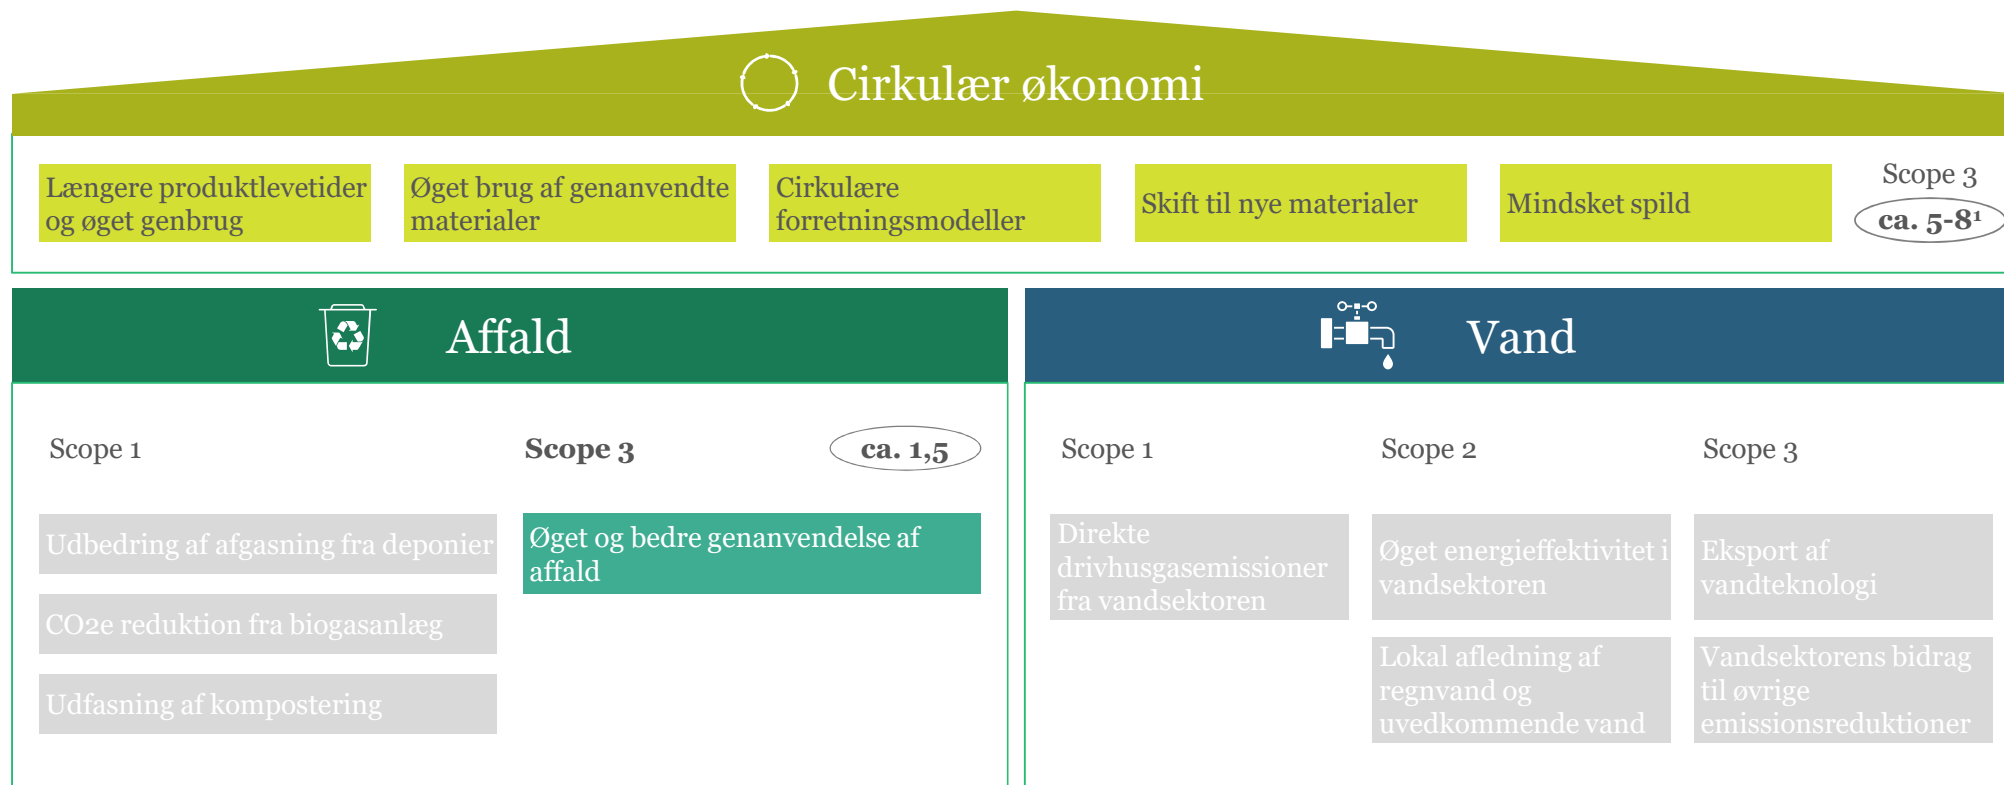 Cirkulær økonomi
Længere produktlevetider
og øget genbrug
Øget brug af genanvendte
materialer
Cirkulære
forretningsmodeller
Skift til nye materialer
Mindsket spild
Scope 3
ca. 5-8¹
Affald
Scope 1
Scope 3
ca. 1,5
Udbedring af afgasning fra deponier
CO2e reduktion fra biogasanlæg
Udfasning af kompostering
Øget og bedre genanvendelse af
affald
Vand
Scope 1
Scope 2
Scope 3
Direkte
drivhusgasemissioner
fra vandsektoren
Øget energieffektivitet i
vandsektoren
Lokal afledning af
regnvand og
uvedkommende vand
Eksport af
vandteknologi
Vandsektorens bidrag
til øvrige
emissionsreduktioner